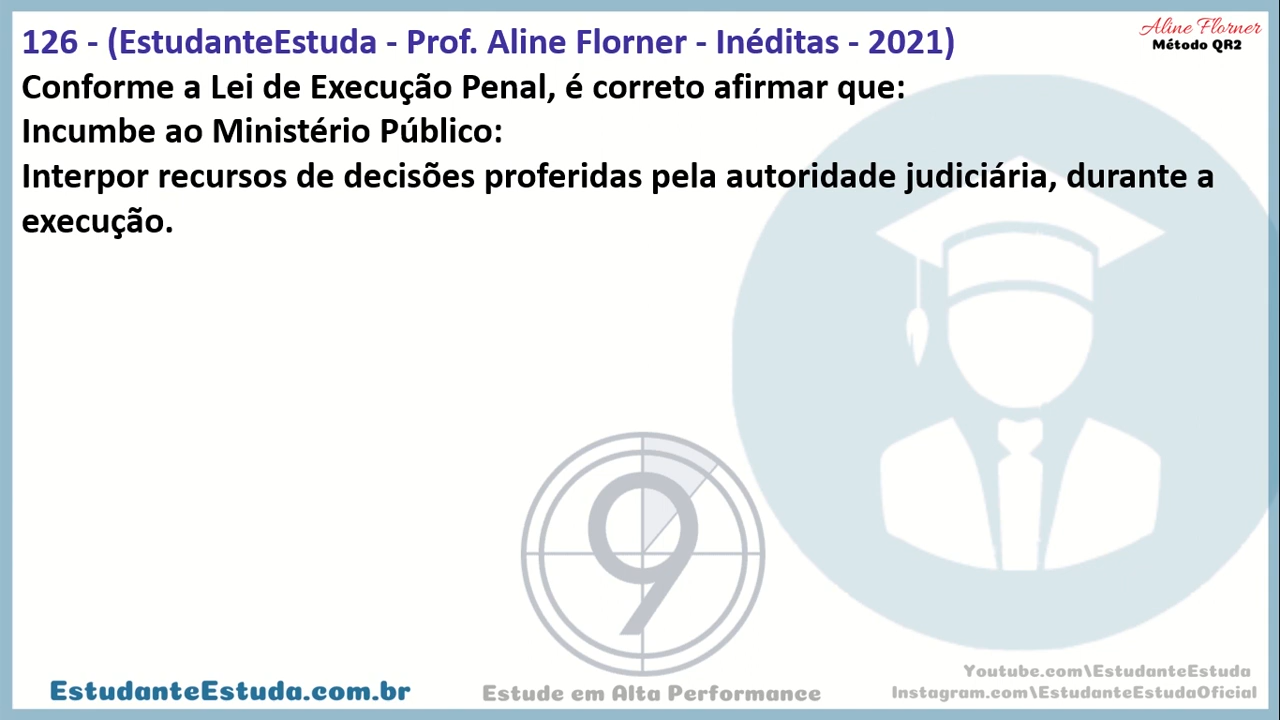 126 - (EstudanteEstuda - Prof. Aline Florner - Inéditas - 2021)
Aline Florner
Método QR2
Conforme a Lei de Execução Penal, é correto afirmar que:
Incumbe ao Ministério Público:
Interpor recursos de decisões proferidas pela autoridade judiciária, durante a
execução.
9
EstudanteEstuda.com.br
Estude em Alta Performance
Youtube.com\EstudanteEstuda
Instagram.com\EstudanteEstudaOficial